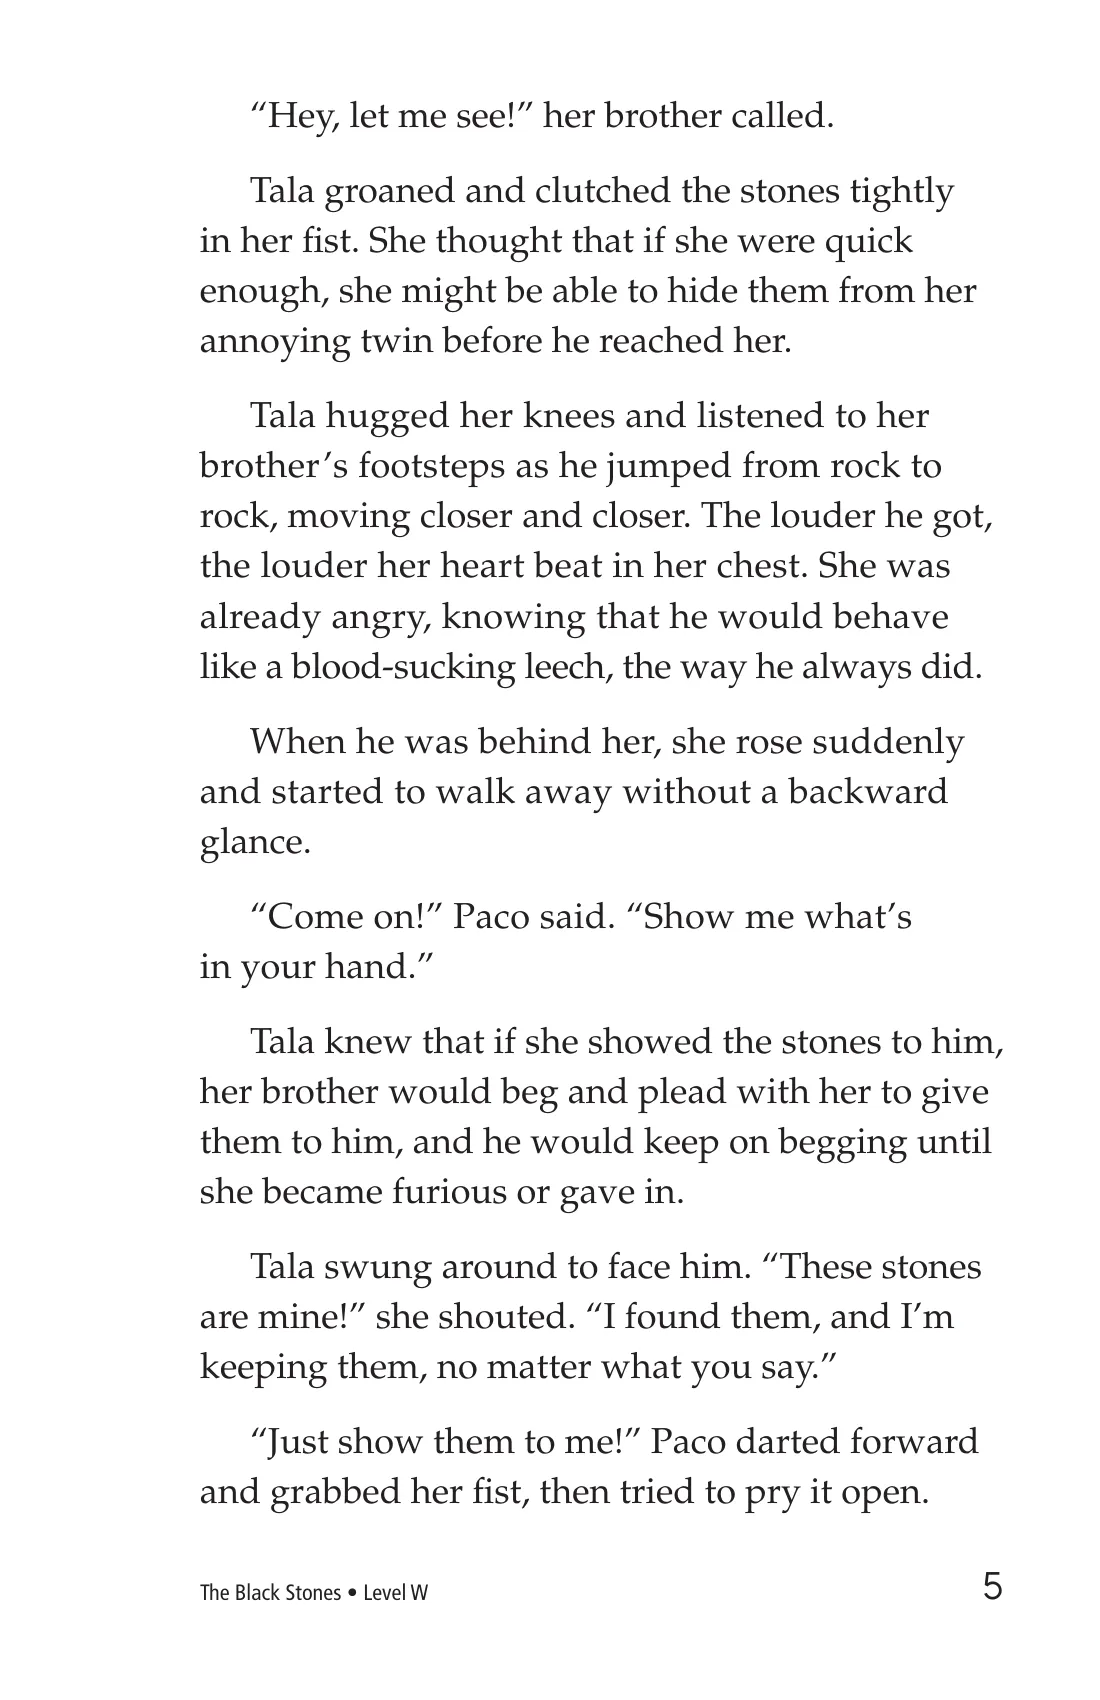 “Hey, let me see!” her brother called.
Tala groaned and clutched the stones tightly
in her fist. She thought that if she were quick
enough, she might be able to hide them from her
annoying twin before he reached her.
Tala hugged her knees and listened to her
brother’s footsteps as he jumped from rock to
rock, moving closer and closer. The louder he got,
the louder her heart beat in her chest. She was
already angry, knowing that he would behave
like a blood-sucking leech, the way he always did.
When he was behind her, she rose suddenly
and started to walk away without a backward
glance.
“Come on!” Paco said. “Show me what’s
in your hand.”
Tala knew that if she showed the stones to him,
her brother would beg and plead with her to give
them to him, and he would keep on begging until
she became furious or gave in.
Tala swung around to face him. “These stones
are mine!” she shouted. “I found them, and I’m
keeping them, no matter what you say.”
“Just show them to me!” Paco darted forward
and grabbed her fist, then tried to pry it open.
The Black Stones • Level W
5